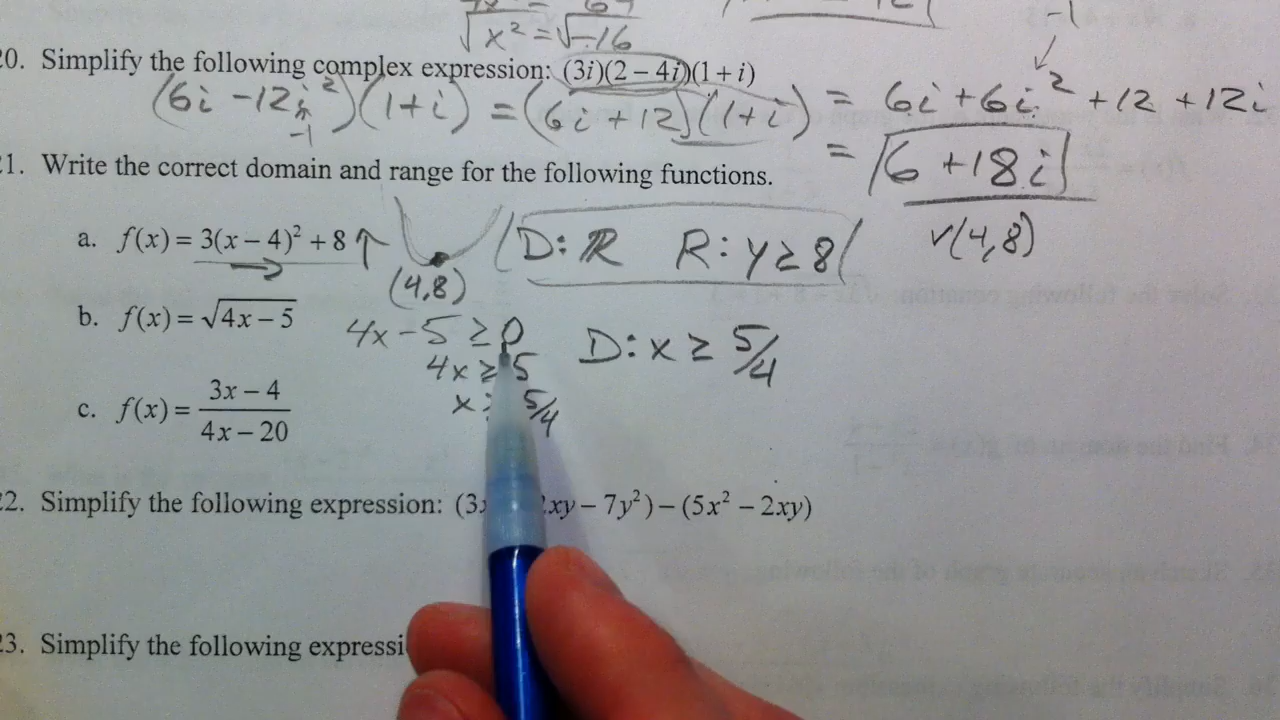 √x² = √-16
-1
20. Simplify the following complex expression: (3i)(2 − 4i)(1 + i)
(6i - 12i²)(1+i) = (6i + 12)(1+i) = 6i + 6i² + 12 + 12i
-1
= 6 + 18i
21. Write the correct domain and range for the following functions.
a. f(x) = 3(x − 4)² + 8 ↑ D: ℝ R: y ≥ 8 v(4,8)
→
(4,8)
b. f(x) = √4x − 5
4x - 5 ≥ 0 D: x ≥ 5/4
4x ≥ 5
x ≥ 5/4
c. f(x) = 3x − 4
4x − 20
22. Simplify the following expression: (3x xy − 7y²) − (5x² − 2xy)
23. Simplify the following expressi